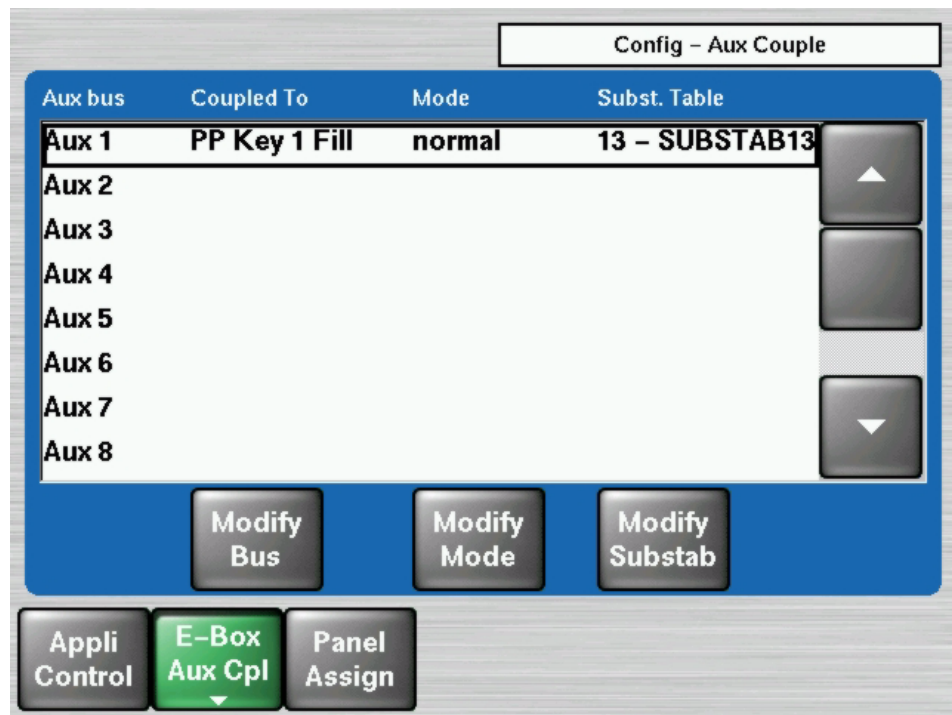 Config – Aux Couple
Aux bus Coupled To Mode Subst. Table
Aux 1 PP Key 1 Fill normal 13 – SUBSTAB13
Aux 2
Aux 3
Aux 4
Aux 5
Aux 6
Aux 7
Aux 8
Modify Bus
Modify Mode
Modify Substab
Appli Control
E–Box Aux Cpl
Panel Assign